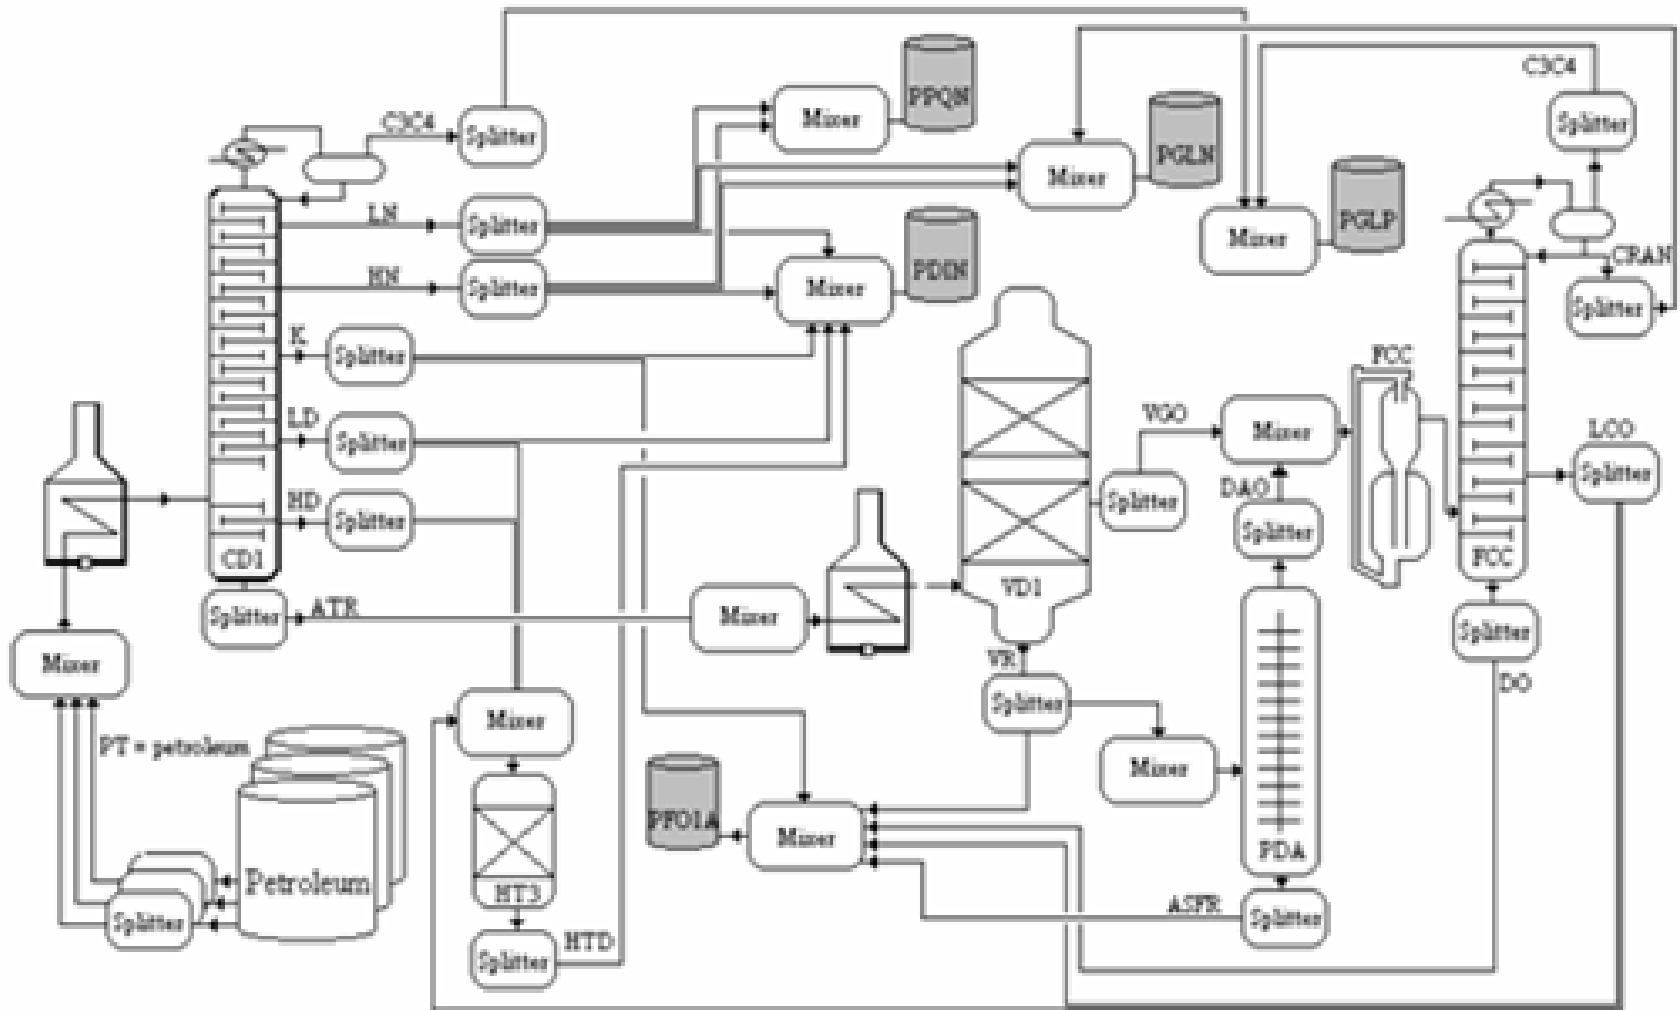 C3C4
C3C4
PPQN
Splitter
Mixer
Splitter
PGLN
Mixer
LN
Splitter
PGLP
Mixer
CRAN
HN
Splitter
PDIN
Mixer
Splitter
K
Splitter
FCC
VGO
Mixer
LD
Splitter
LCO
Splitter
DAO
HD
Splitter
Splitter
Splitter
CD1
VD1
FCC
Splitter
ATR
Mixer
Splitter
Mixer
VR
DO
Splitter
Mixer
PT = petroleum
Mixer
PFO1A
Mixer
PDA
Petroleum
HT3
ASFR
Splitter
Splitter
HTD
Splitter